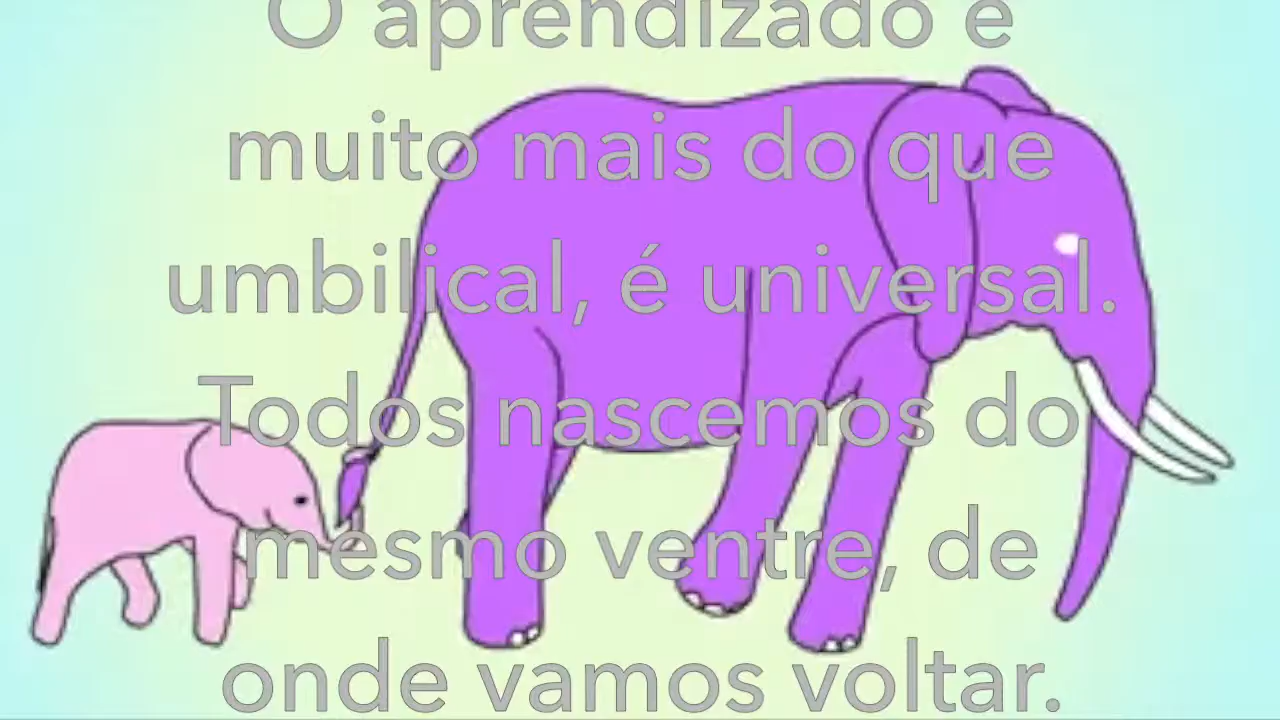 O aprendizado é
muito mais do que
umbilical, é universal.
Todos nascemos do
mesmo ventre, de
onde vamos voltar.